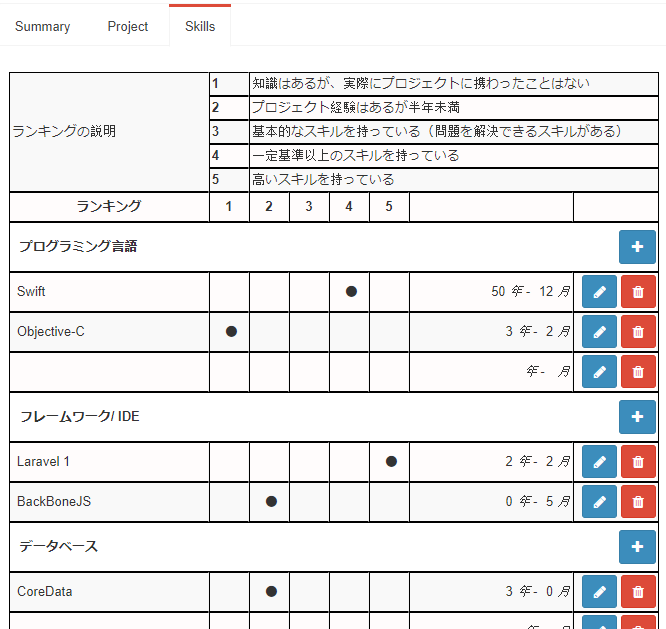 Summary Project Skills
ランキングの説明
1 知識はあるが、実際にプロジェクトに携わったことはない
2 プロジェクト経験はあるが半年未満
3 基本的なスキルを持っている（問題を解決できるスキルがある）
4 一定基準以上のスキルを持っている
5 高いスキルを持っている
ランキング 1 2 3 4 5
プログラミング言語
Swift 50 年- 12 月
Objective-C 3 年- 2 月
年- 月
フレームワーク/ IDE
Laravel 1 2 年- 2 月
BackBoneJS 0 年- 5 月
データベース
CoreData 3 年- 0 月
年- 月